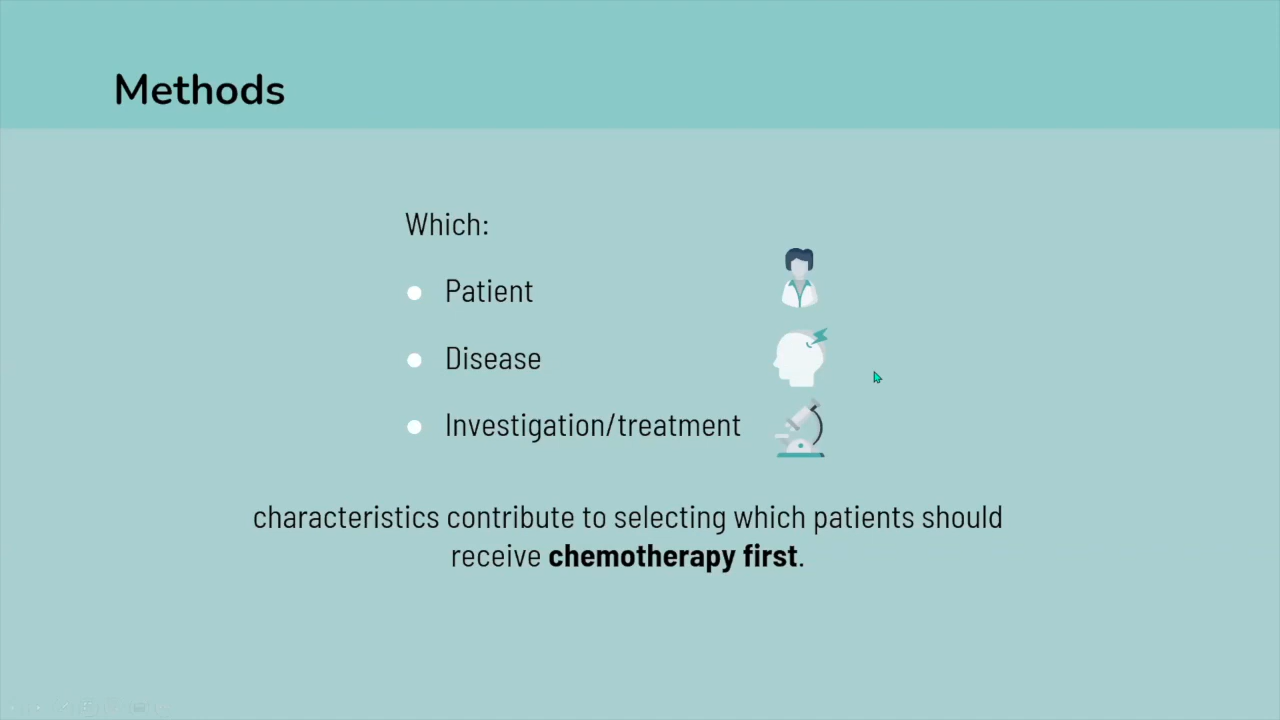 Methods
Which:
Patient
Disease
Investigation/treatment
characteristics contribute to selecting which patients should
receive chemotherapy first.